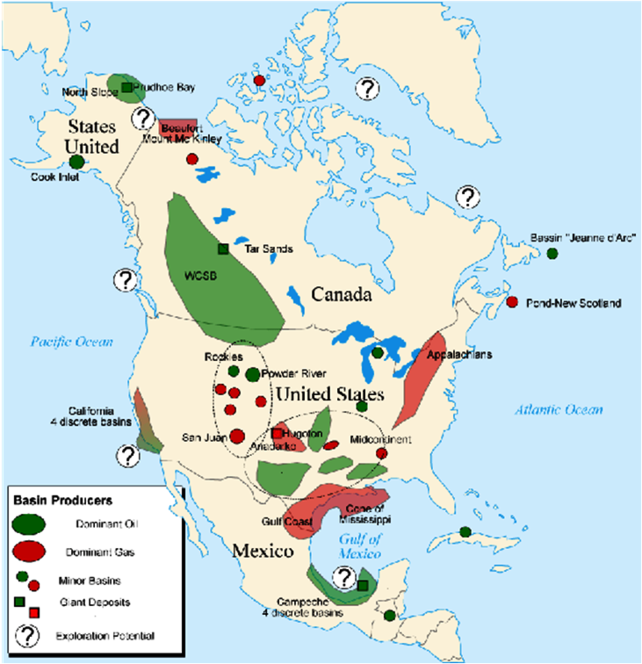 Prudhoe Bay
North Slope
?
?
States
United
Beaufort
Mount Mc Kinley
Cook Inlet
?
Bassin "Jeanne d'Arc"
Tar Sands
WCSB
?
Canada
Pond-New Scotland
Pacific Ocean
Rockies
Appalachians
Powder River
United States
Atlantic Ocean
California
4 discrete basins
San Juan
Hugoton
Anadarko
Midcontinent
?
Basin Producers
Dominant Oil
Dominant Gas
Minor Basins
Giant Deposits
? Exploration Potential
Gulf Coast
Cone of
Mississippi
Mexico
Gulf of
Mexico
?
Campeche
4 discrete basins